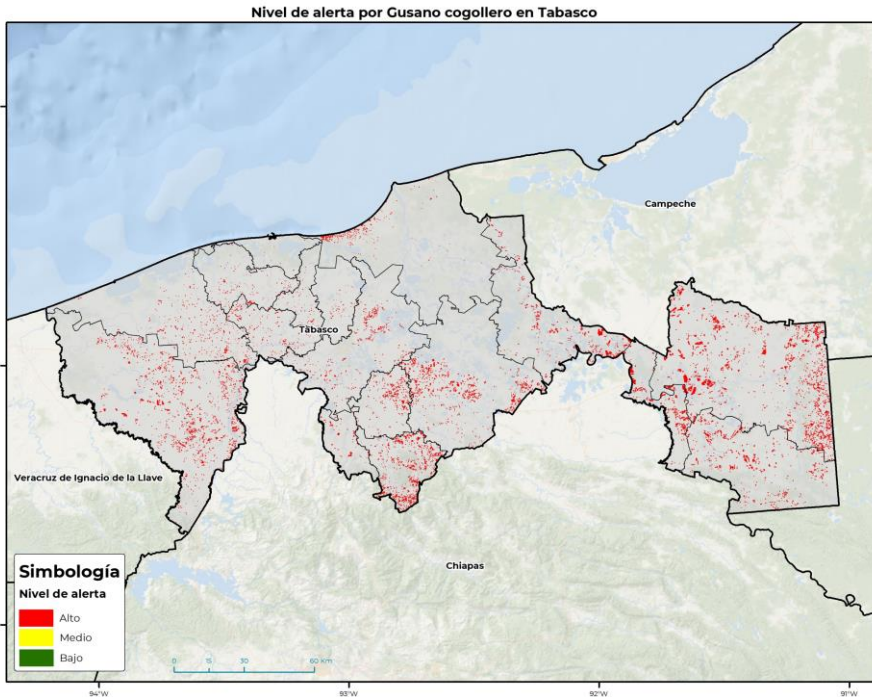 Nivel de alerta por Gusano cogollero en Tabasco
Campeche
Tabasco
Veracruz de Ignacio de la Llave
Chiapas
Simbología
Nivel de alerta
Alto
Medio
Bajo
0 15 30 60 Km
94°W 93°W 92°W 91°W